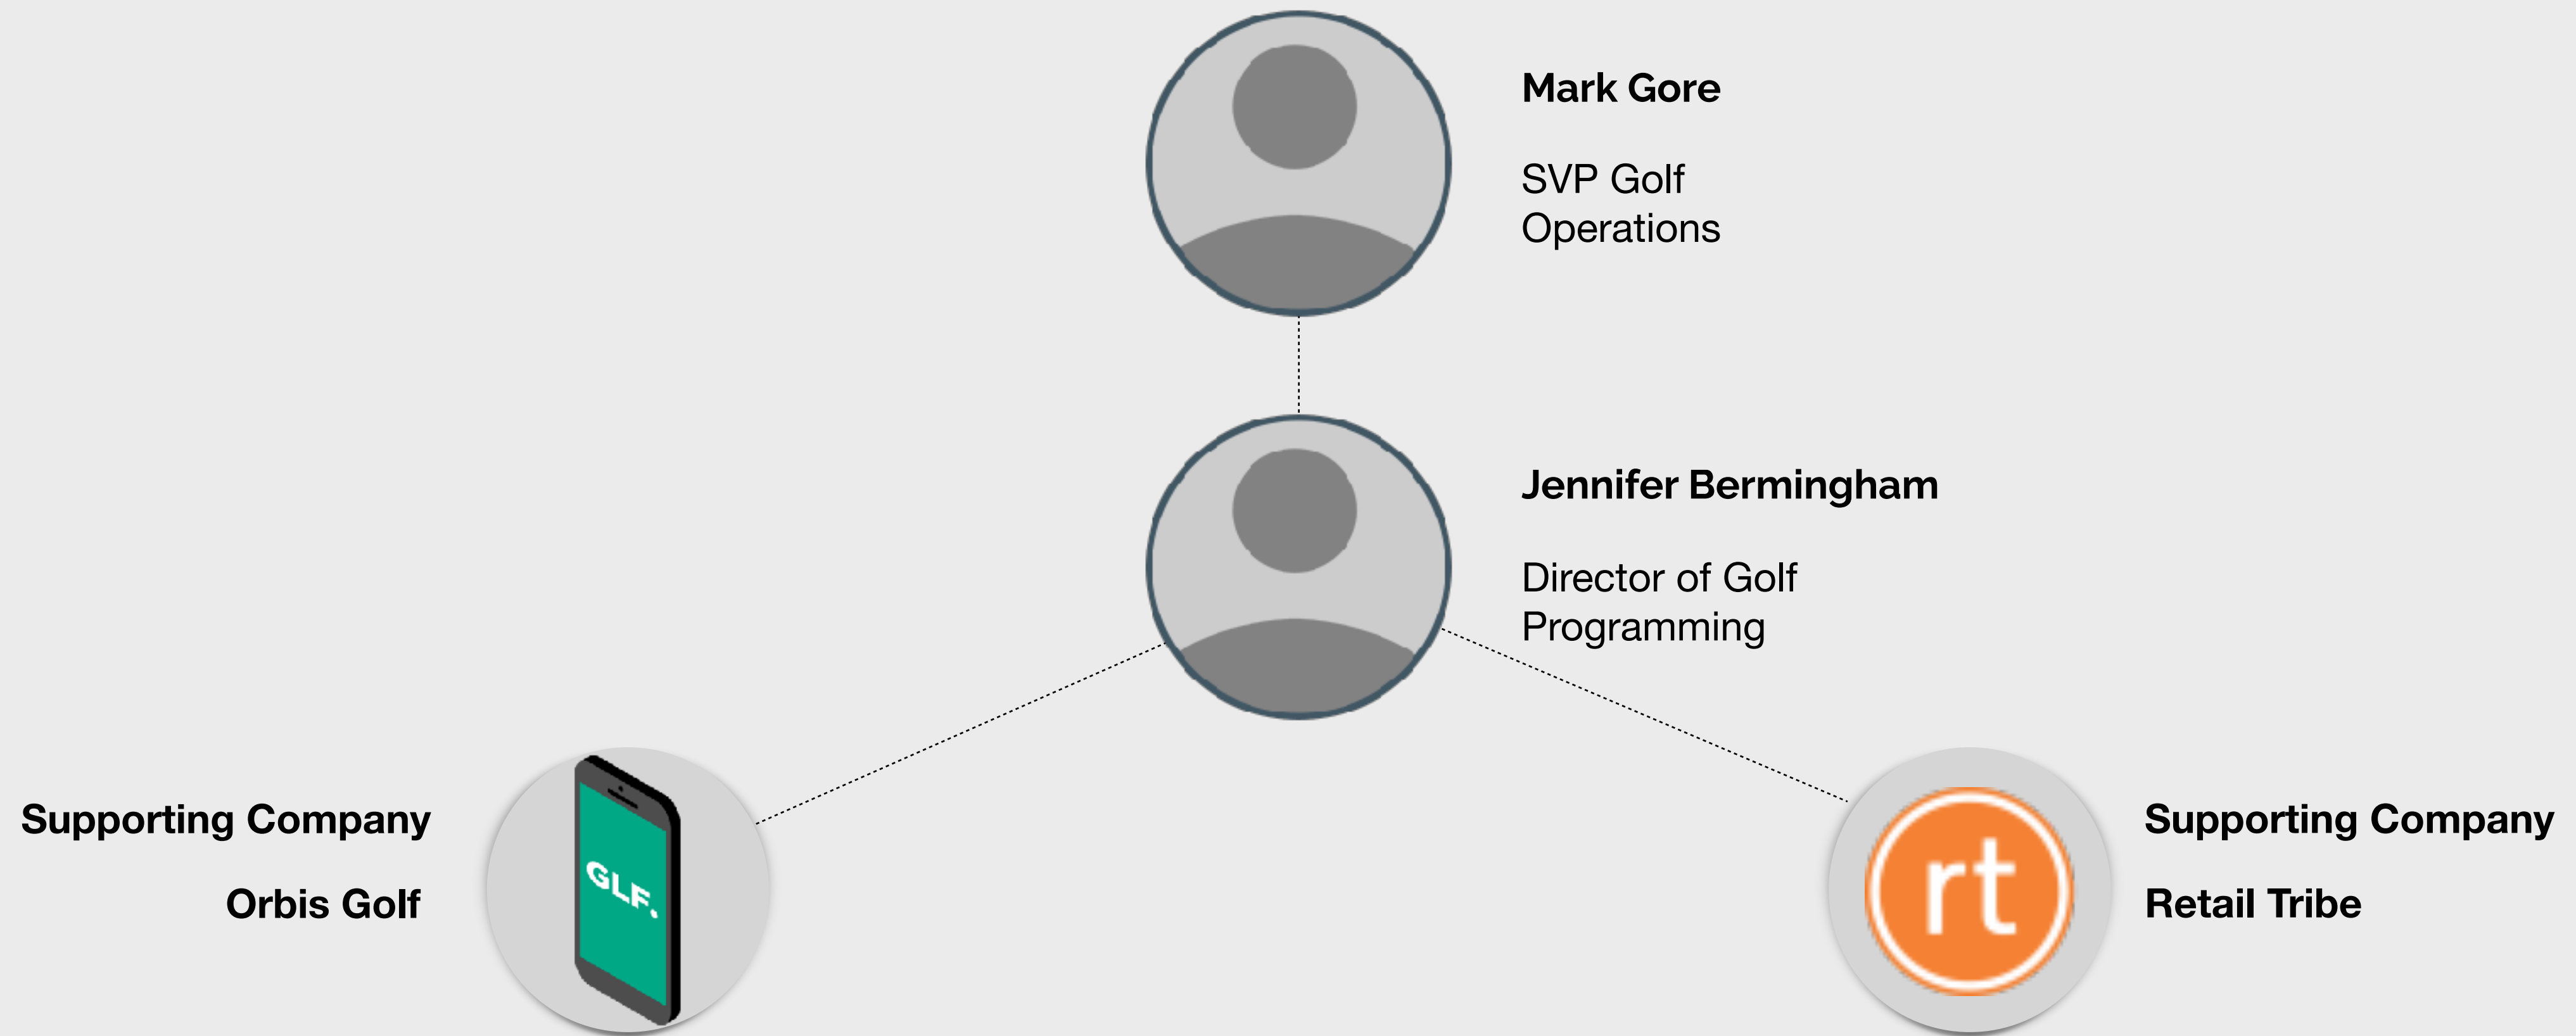 Mark Gore
SVP Golf
Operations
Jennifer Bermingham
Director of Golf
Programming
Supporting Company
Orbis Golf
GLF.
rt
Supporting Company
Retail Tribe